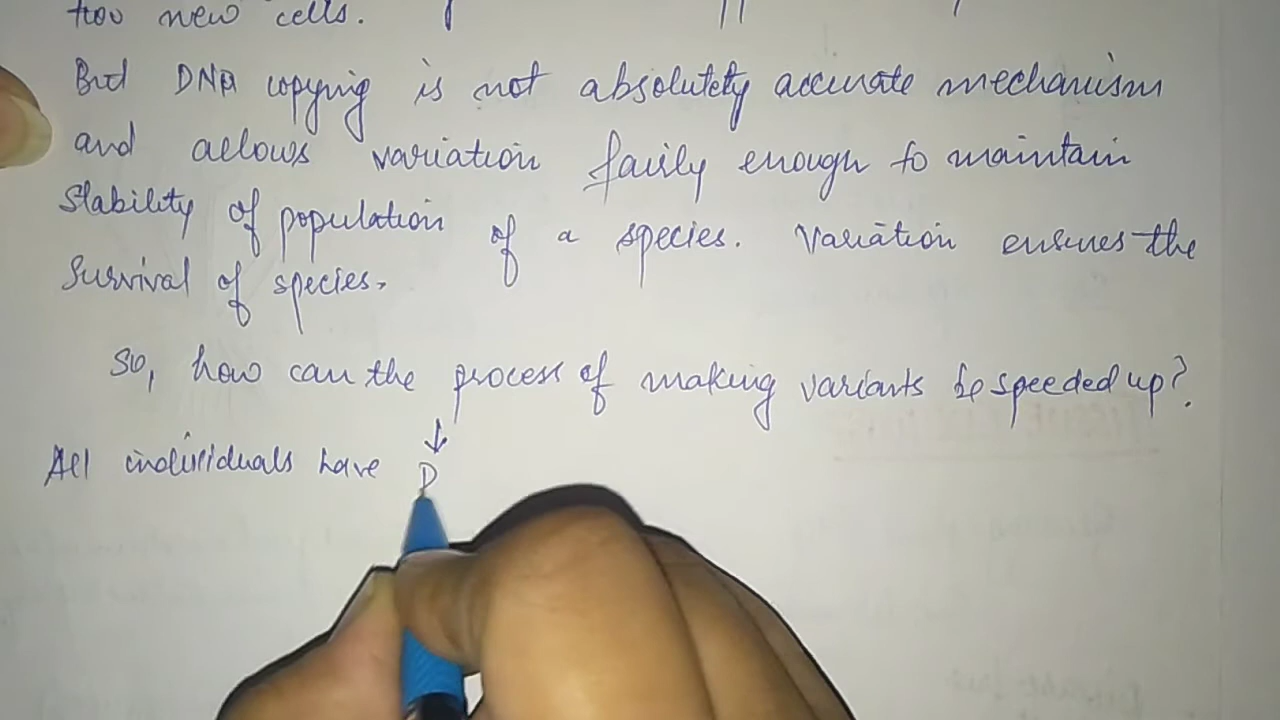 two new cells.
But DNA copying is not absolutely accurate mechanism
and allows variation fairly enough to maintain
Stability of population of a species. Variation ensures the
Survival of species.
So, how can the process of making variants be speeded up?
↓
All individuals have D